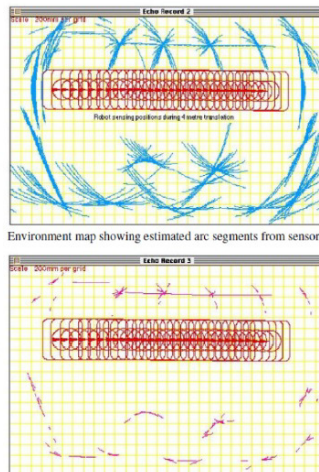 Echo Record 2
Scale : 200mm per grid
Robot sensing positions during 4 metre translation
Environment map showing estimated arc segments from sensor
Echo Record 3
Scale : 200mm per grid